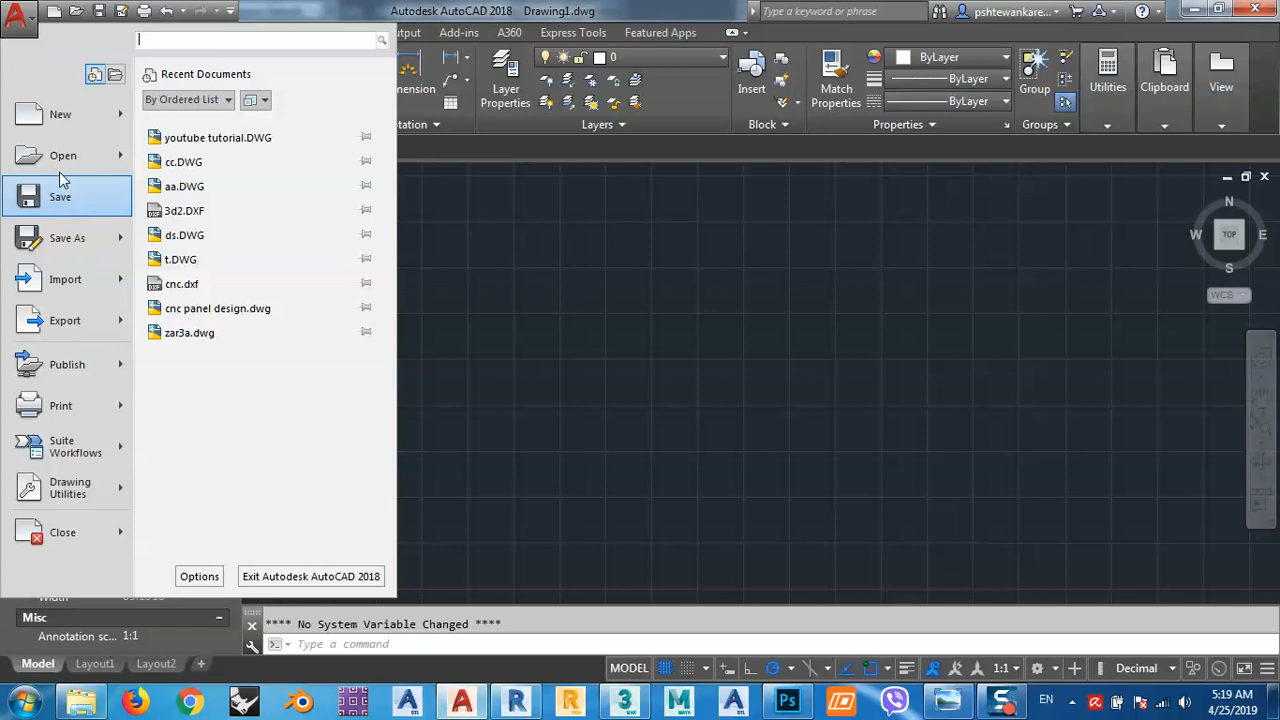 Autodesk AutoCAD 2018 Drawing1.dwg
Type a keyword or phrase
pshtewankare...
Add-ins A360 Express Tools Featured Apps
Recent Documents
By Ordered List
New
Open
Save
Save As
Import
Export
Publish
Print
Suite
Workflows
Drawing
Utilities
Close
youtube tutorial.DWG
cc.DWG
aa.DWG
3d2.DXF
ds.DWG
t.DWG
cnc.dxf
cnc panel design.dwg
zar3a.dwg
Options
Exit Autodesk AutoCAD 2018
0
Layer
Properties
Insert
Match
Properties
ByLayer
ByLayer
ByLayer
Group
Utilities
Clipboard
View
Layers
Block
Properties
Groups
N
W TOP E
S
WCS
Misc
Annotation sc... 1:1
**** No System Variable Changed ****
Type a command
Model Layout1 Layout2
MODEL
1:1
Decimal
EN
5:19 AM
4/25/2019